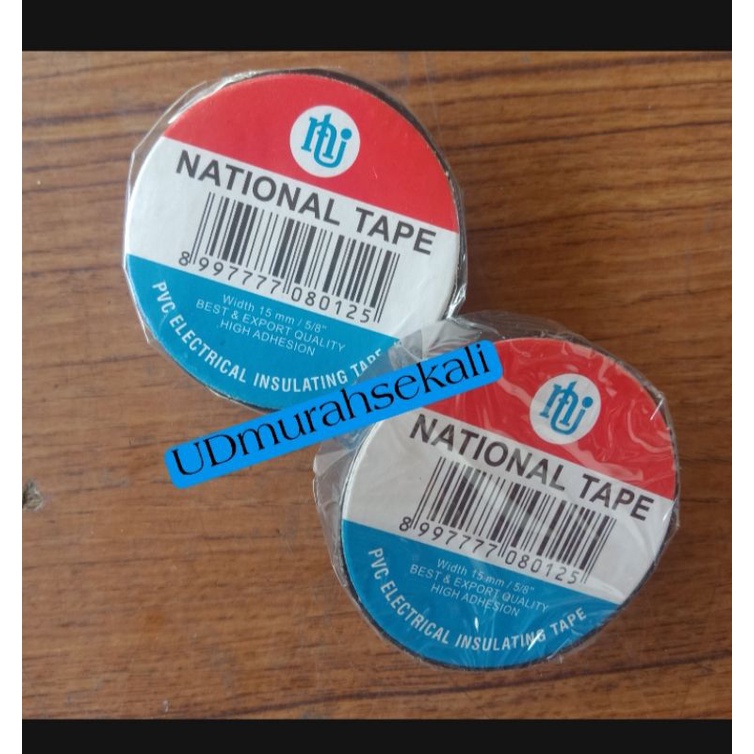 NATIONAL TAPE
8 997777 080125
Width 15 mm / 5/8"
BEST & EXPORT QUALITY
HIGH ADHESION
PVC ELECTRICAL INSULATING TAPE
UDmurahsekali
NATIONAL TAPE
8 997777 080125
Width 15 mm / 5/8"
BEST & EXPORT QUALITY
HIGH ADHESION
PVC ELECTRICAL INSULATING TAPE